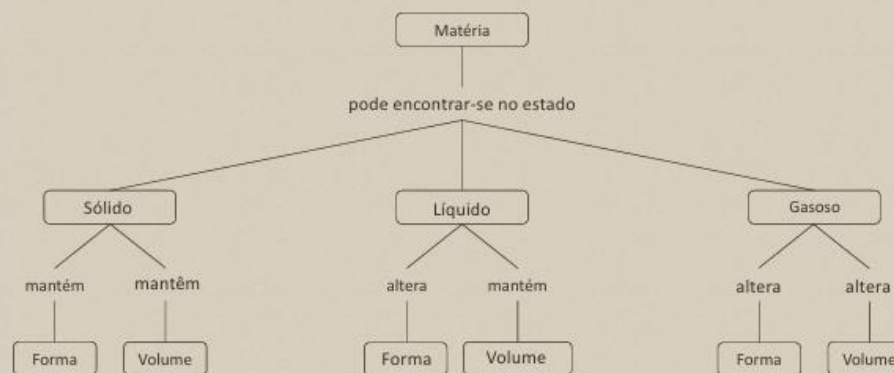 Matéria
pode encontrar-se no estado
Sólido Líquido Gasoso
mantém mantêm altera mantém altera altera
Forma Volume Forma Volume Forma Volume